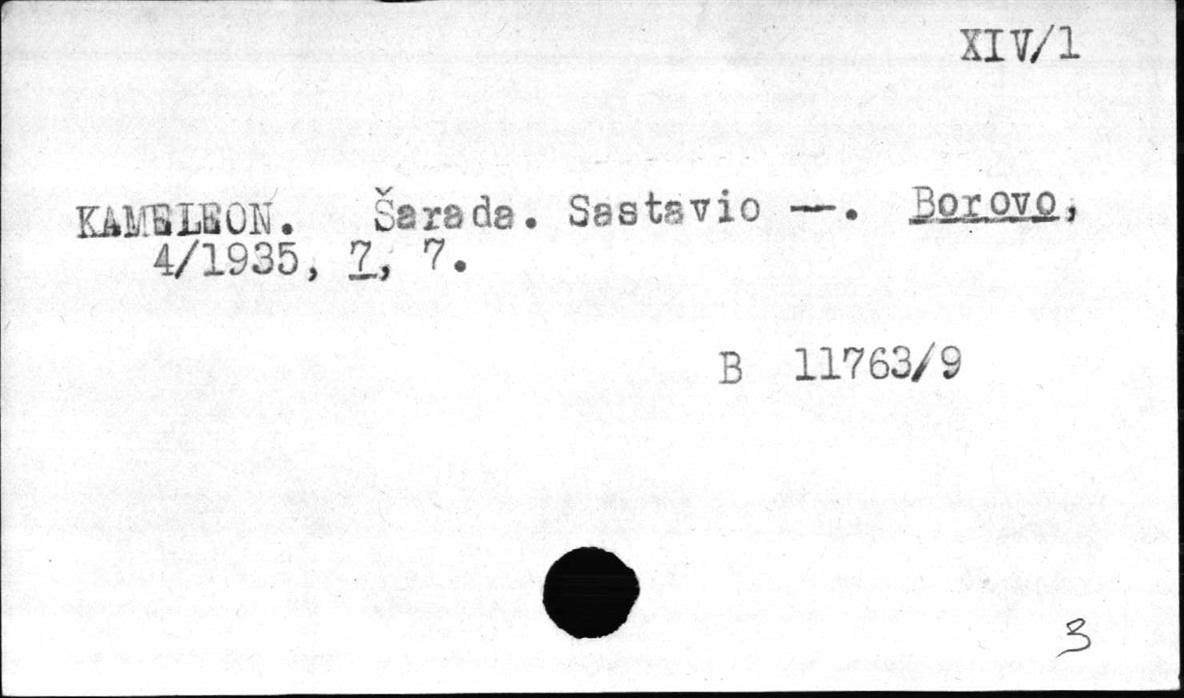 XIV/1
KAMELEON. Šarada. Sastavio —. Borovo,
4/1935, 7, 7.
B 11763/9
3